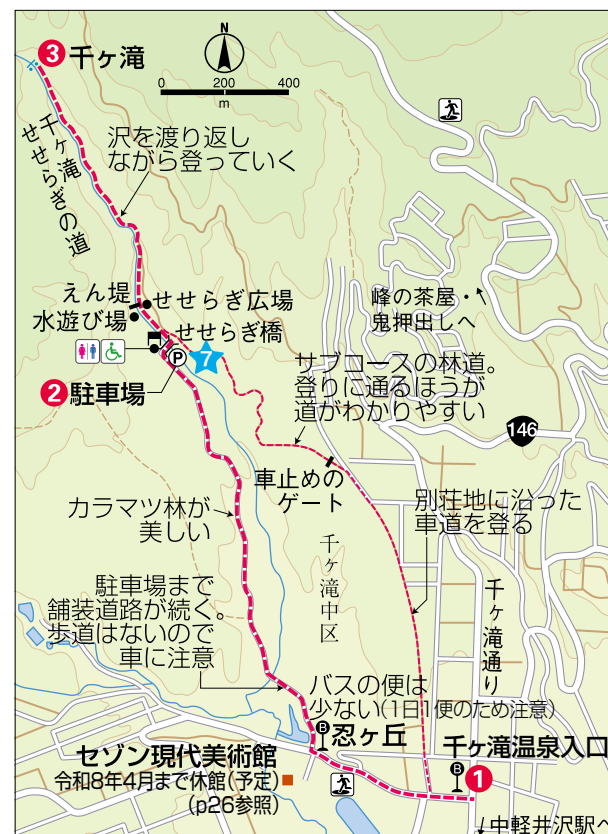 3 千ヶ滝
N
0 200 400
m
沢を渡り返し
ながら登っていく
千ヶ滝
せせらぎの道
えん堤
せせらぎ広場
水遊び場
せせらぎ橋
P
7
2 駐車場
峰の茶屋・
鬼押出しへ
サブコースの林道。
登りに通るほうが
道がわかりやすい
146
車止めの
ゲート
別荘地に沿った
車道を登る
カラマツ林が
美しい
千ヶ滝中区
千ヶ滝通り
駐車場まで
舗装道路が続く。
歩道はないので
車に注意
バスの便は
少ない(1日1便のため注意)
B 忍ヶ丘
千ヶ滝温泉入口
B 1
セゾン現代美術館
令和8年4月まで休館(予定)
(p26参照)
中軽井沢駅へ